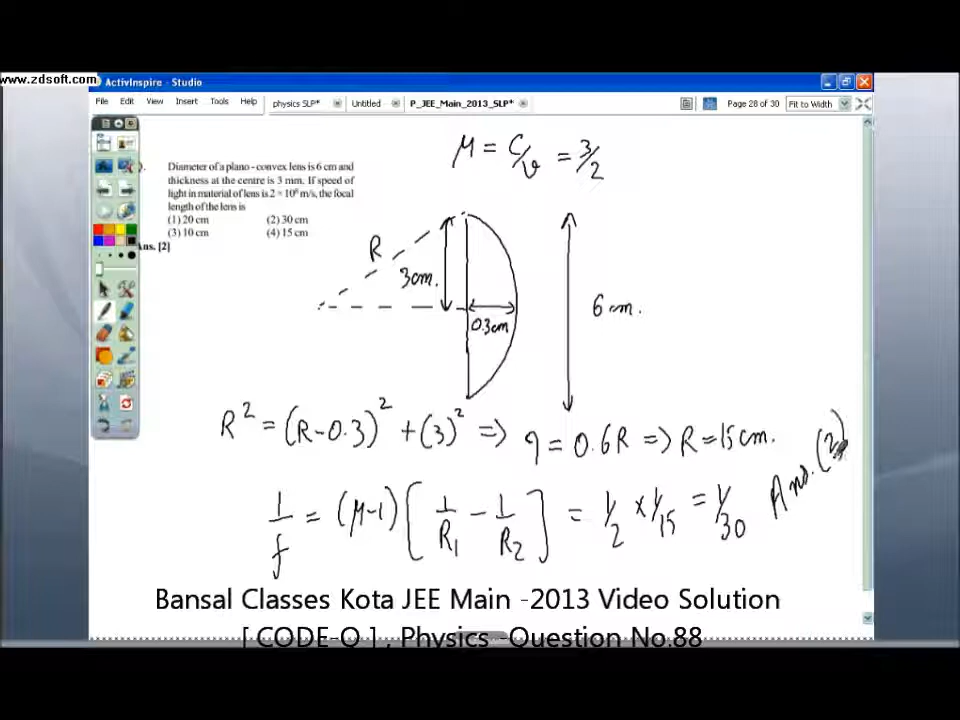 www.zdsoft.com
ActivInspire - Studio
File Edit View Insert Tools Help
physics SLP* Untitled P_JEE_Main_2013_SLP*
Page 28 of 30 Fit to Width
Diameter of a plano - convex lens is 6 cm and
thickness at the centre is 3 mm. If speed of
light in material of lens is 2 × 10⁸ m/s, the focal
length of the lens is
(1) 20 cm (2) 30 cm
(3) 10 cm (4) 15 cm
Ans. [2]
μ = c/v = 3/2
R
3cm.
0.3cm
6 cm.
R² = (R-0.3)² + (3)² ⇒ 9 = 0.6R ⇒ R = 15cm.
1/f = (μ-1) [1/R₁ - 1/R₂] = 1/2 × 1/15 = 1/30 Ans. (2)
Bansal Classes Kota JEE Main -2013 Video Solution
[ CODE-Q ] , Physics -Question No.88